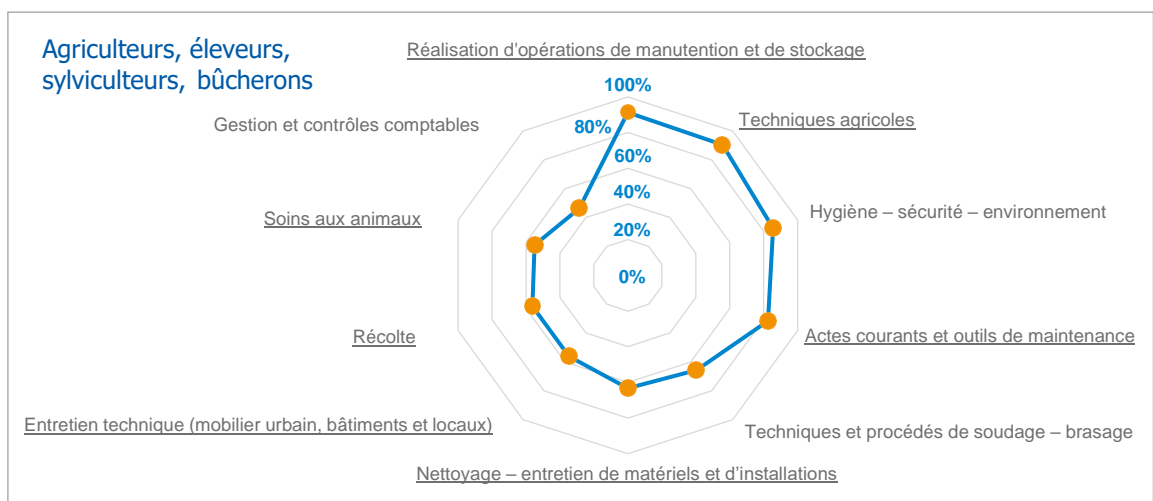 Agriculteurs, éleveurs,
sylviculteurs, bûcherons
Réalisation d'opérations de manutention et de stockage
100%
80%
60%
40%
20%
0%
Techniques agricoles
Hygiène – sécurité – environnement
Actes courants et outils de maintenance
Techniques et procédés de soudage – brasage
Nettoyage – entretien de matériels et d'installations
Entretien technique (mobilier urbain, bâtiments et locaux)
Récolte
Soins aux animaux
Gestion et contrôles comptables